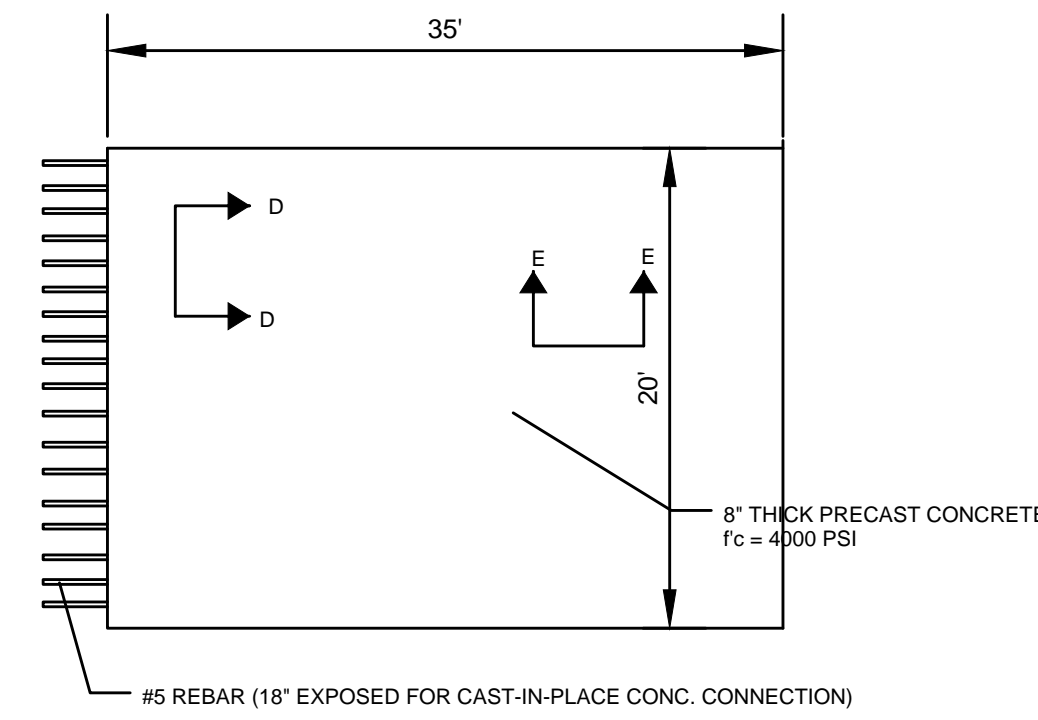 35'
D
E
E
D
20'
8" THICK PRECAST CONCRETE
f'c = 4000 PSI
#5 REBAR (18" EXPOSED FOR CAST-IN-PLACE CONC. CONNECTION)